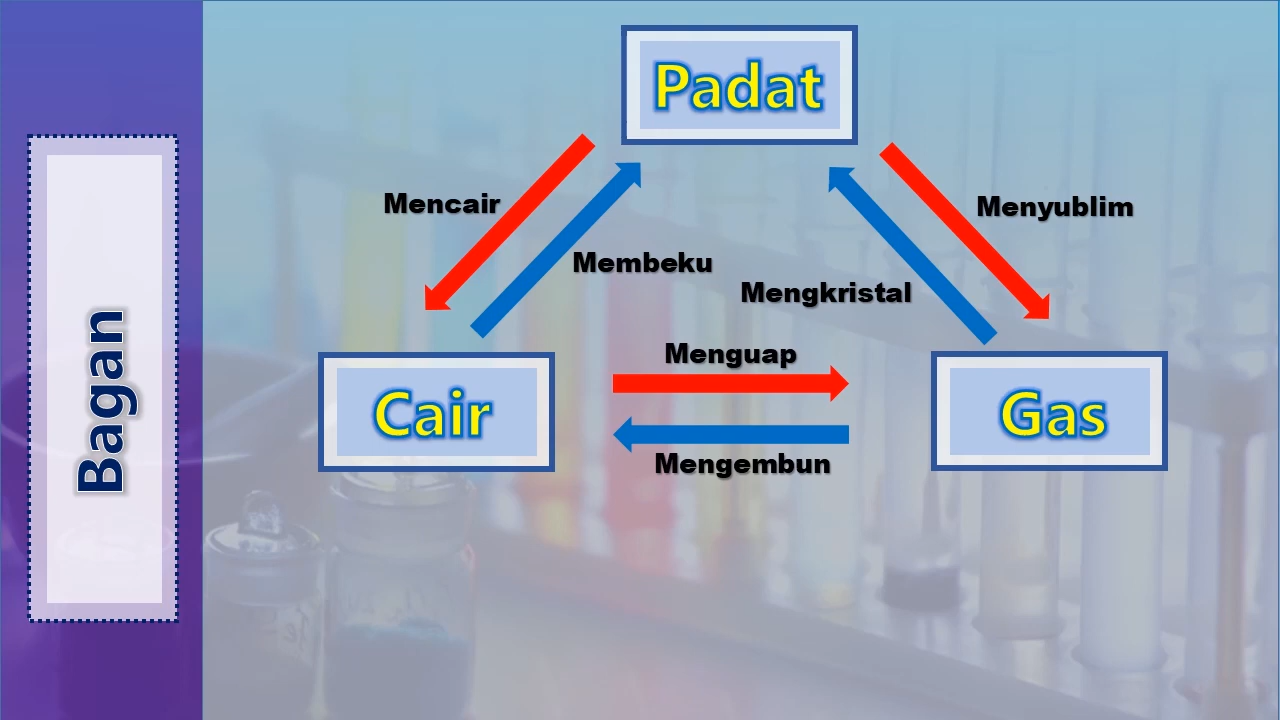 Bagan
Padat
Mencair
Menyublim
Membeku
Mengkristal
Menguap
Cair
Gas
Mengembun